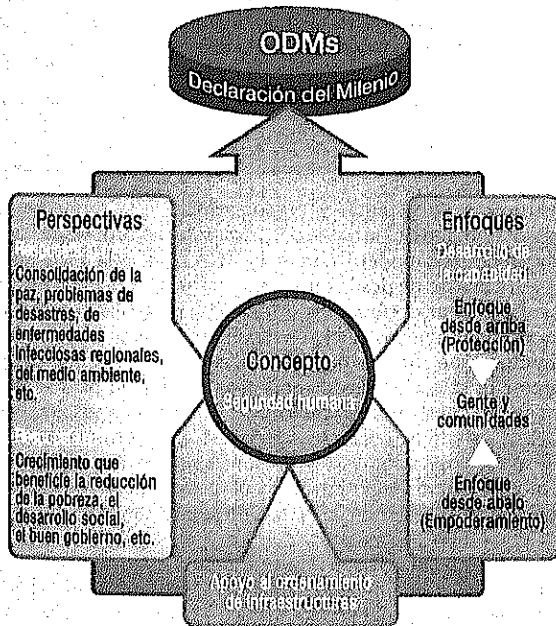 ODMs
Declaración del Milenio
Perspectivas
Consolidación de la
paz, problemas de
desastres, de
enfermedades
infecciosas regionales,
del medio ambiente,
etc.
Crecimiento que
beneficie la reducción
de la pobreza, el
desarrollo social,
el buen gobierno, etc.
Concepto
Seguridad humana
Enfoques
Desarrollo de
la capacidad
Enfoque
desde arriba
(Protección)
Gente y
comunidades
Enfoque
desde abajo
(Empoderamiento)
Apoyo al ordenamiento
de infraestructures